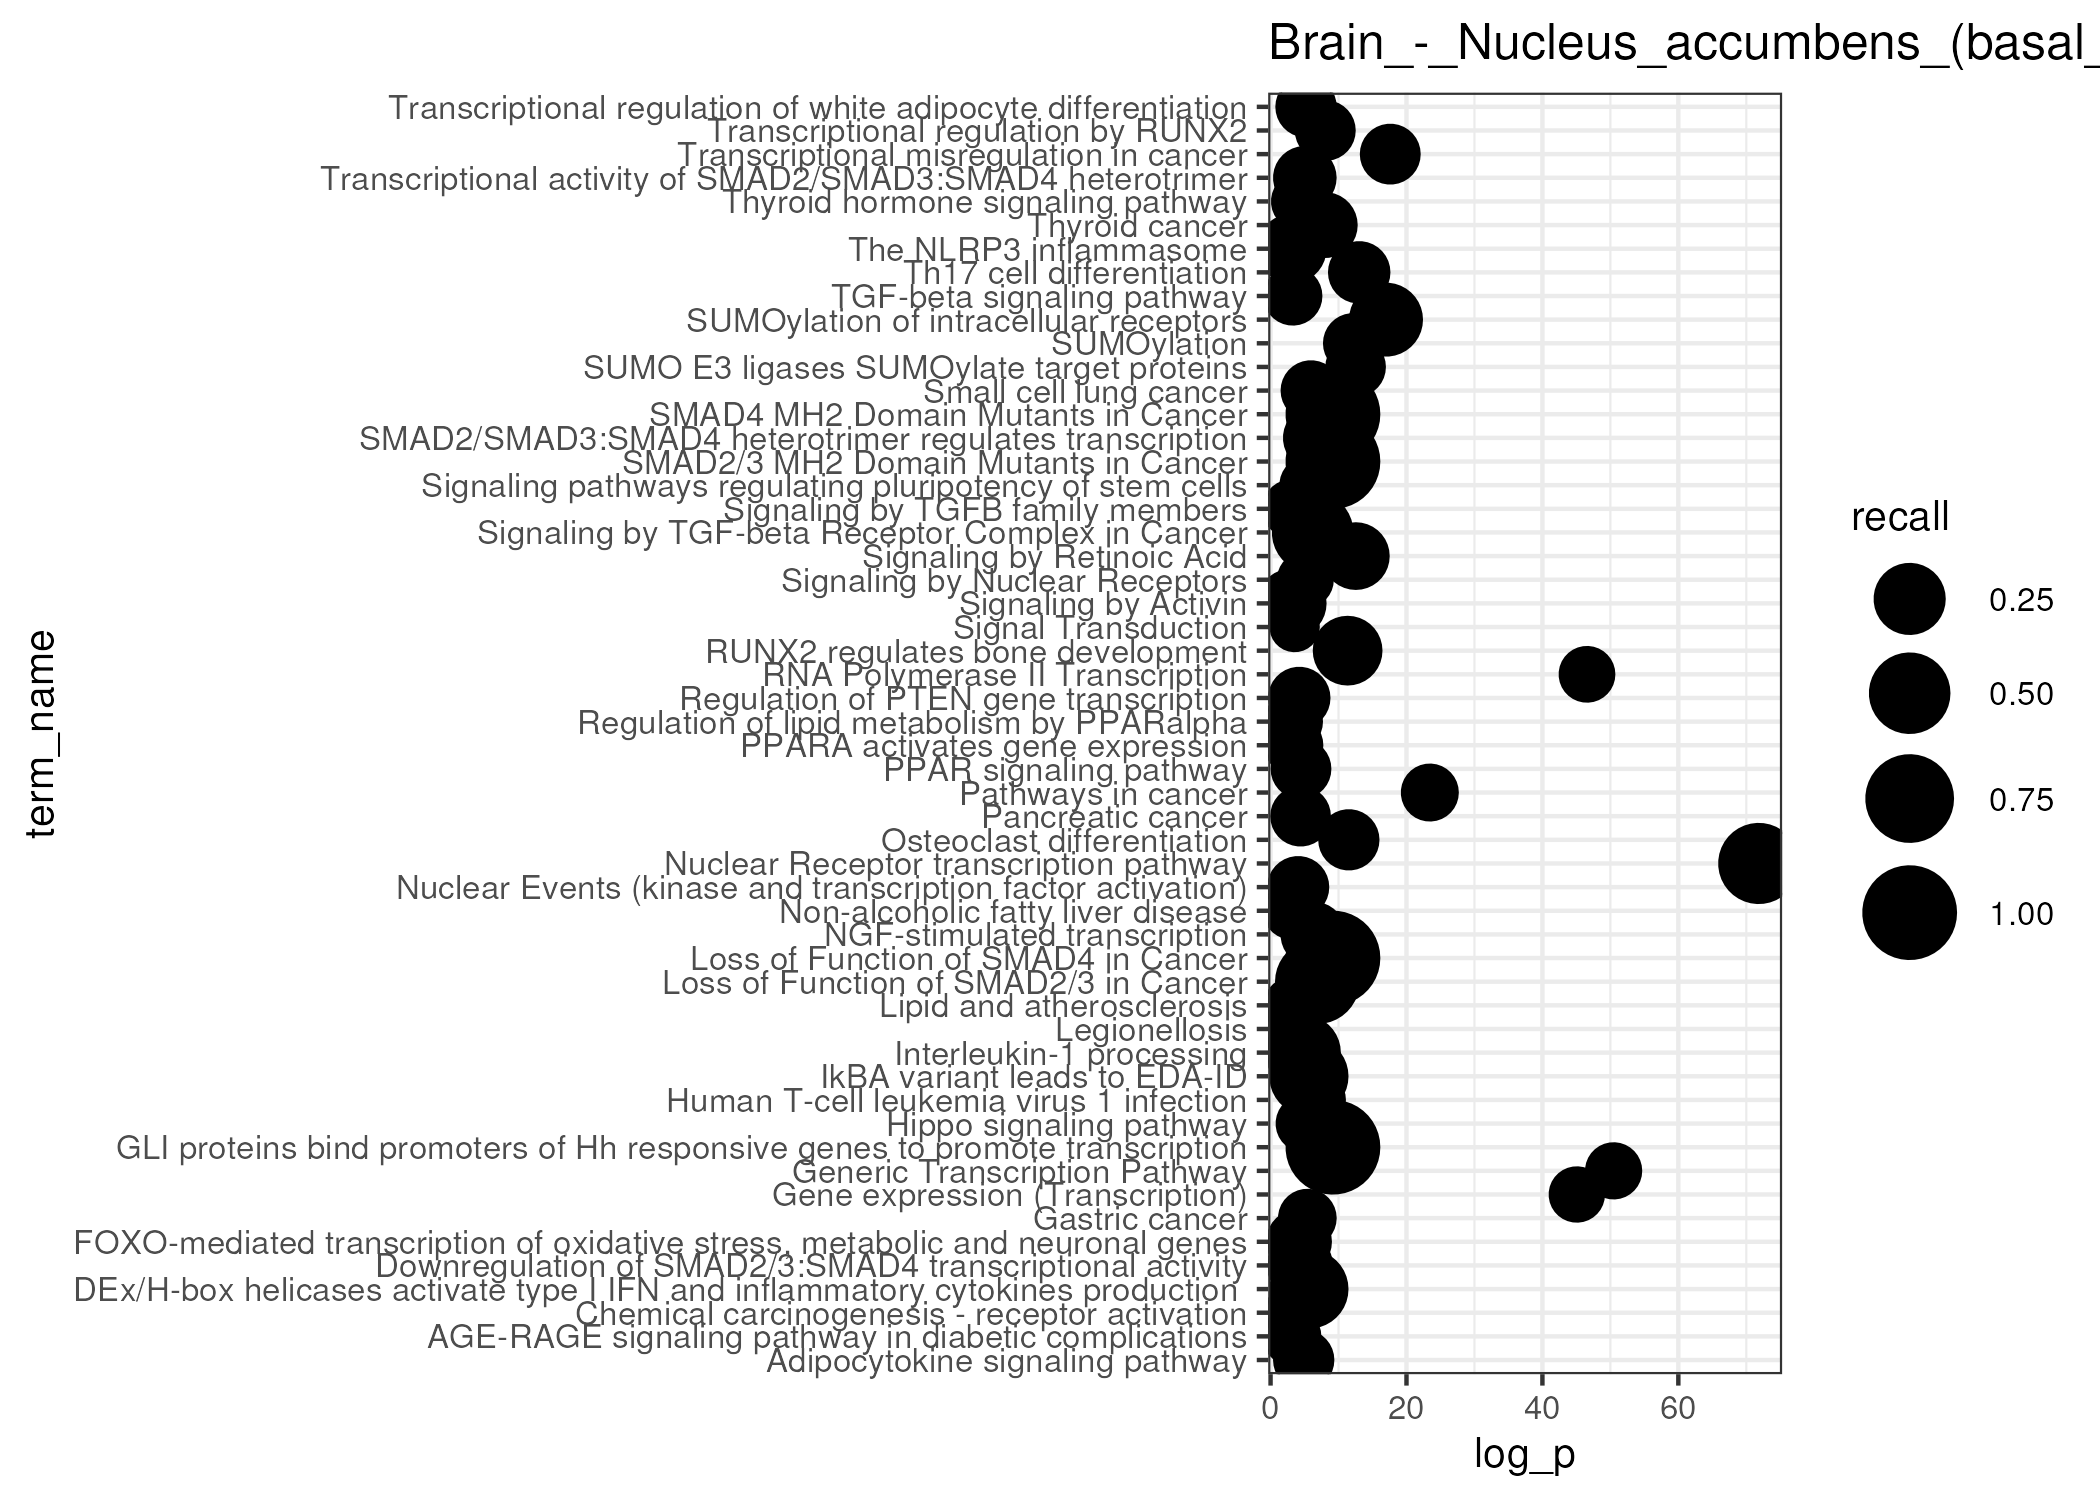 Brain_-_Nucleus_accumbens_(basal_
Transcriptional regulation of white adipocyte differentiation
Transcriptional regulation by RUNX2
Transcriptional misregulation in cancer
Transcriptional activity of SMAD2/SMAD3:SMAD4 heterotrimer
Thyroid hormone signaling pathway
Thyroid cancer
The NLRP3 inflammasome
Th17 cell differentiation
TGF-beta signaling pathway
SUMOylation of intracellular receptors
SUMOylation
SUMO E3 ligases SUMOylate target proteins
Small cell lung cancer
SMAD4 MH2 Domain Mutants in Cancer
SMAD2/SMAD3:SMAD4 heterotrimer regulates transcription
SMAD2/3 MH2 Domain Mutants in Cancer
Signaling pathways regulating pluripotency of stem cells
Signaling by TGFB family members
Signaling by TGF-beta Receptor Complex in Cancer
Signaling by Retinoic Acid
Signaling by Nuclear Receptors
Signaling by Activin
Signal Transduction
RUNX2 regulates bone development
RNA Polymerase II Transcription
Regulation of PTEN gene transcription
Regulation of lipid metabolism by PPARalpha
PPARA activates gene expression
PPAR signaling pathway
Pathways in cancer
Pancreatic cancer
Osteoclast differentiation
Nuclear Receptor transcription pathway
Nuclear Events (kinase and transcription factor activation)
Non-alcoholic fatty liver disease
NGF-stimulated transcription
Loss of Function of SMAD4 in Cancer
Loss of Function of SMAD2/3 in Cancer
Lipid and atherosclerosis
Legionellosis
Interleukin-1 processing
IkBA variant leads to EDA-ID
Human T-cell leukemia virus 1 infection
Hippo signaling pathway
GLI proteins bind promoters of Hh responsive genes to promote transcription
Generic Transcription Pathway
Gene expression (Transcription)
Gastric cancer
FOXO-mediated transcription of oxidative stress, metabolic and neuronal genes
Downregulation of SMAD2/3:SMAD4 transcriptional activity
DEx/H-box helicases activate type I IFN and inflammatory cytokines production
Chemical carcinogenesis - receptor activation
AGE-RAGE signaling pathway in diabetic complications
Adipocytokine signaling pathway
term_name
0 20 40 60
log_p
recall
0.25
0.50
0.75
1.00